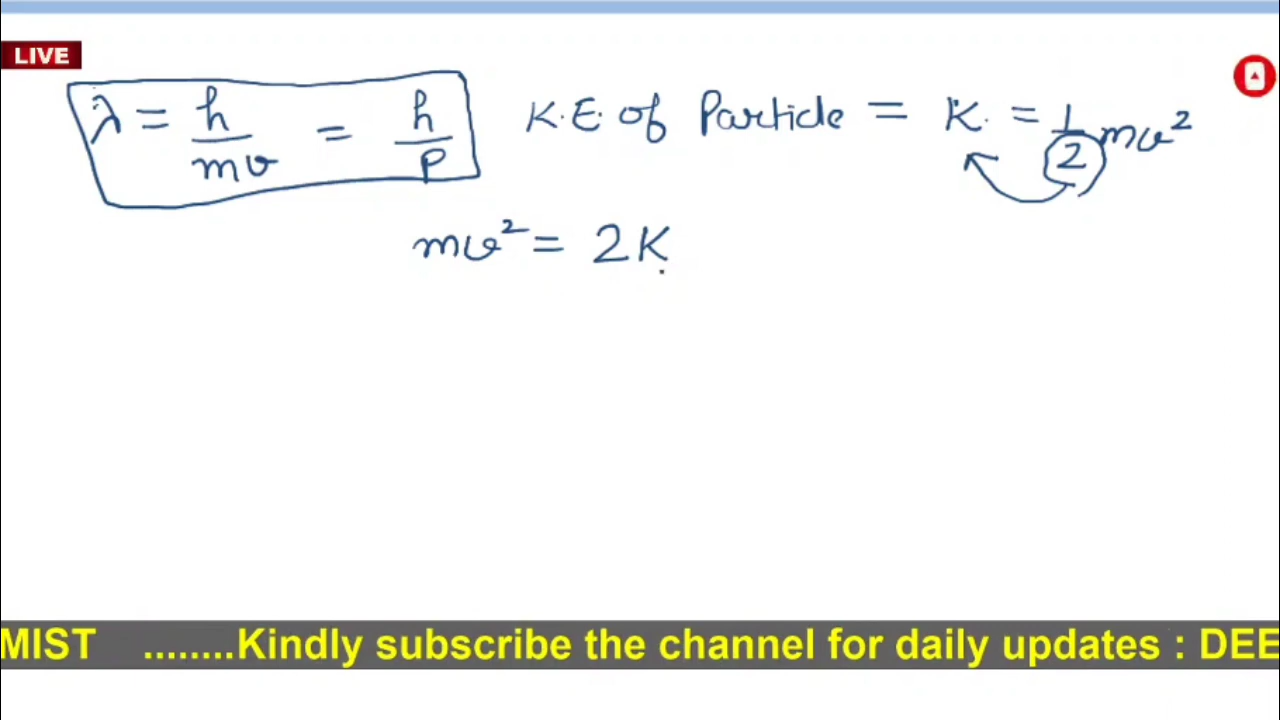 LIVE
λ = h/mv = h/p K.E. of Particle = K. = 1/2 mv²
mv² = 2K
MIST ........Kindly subscribe the channel for daily updates : DEE